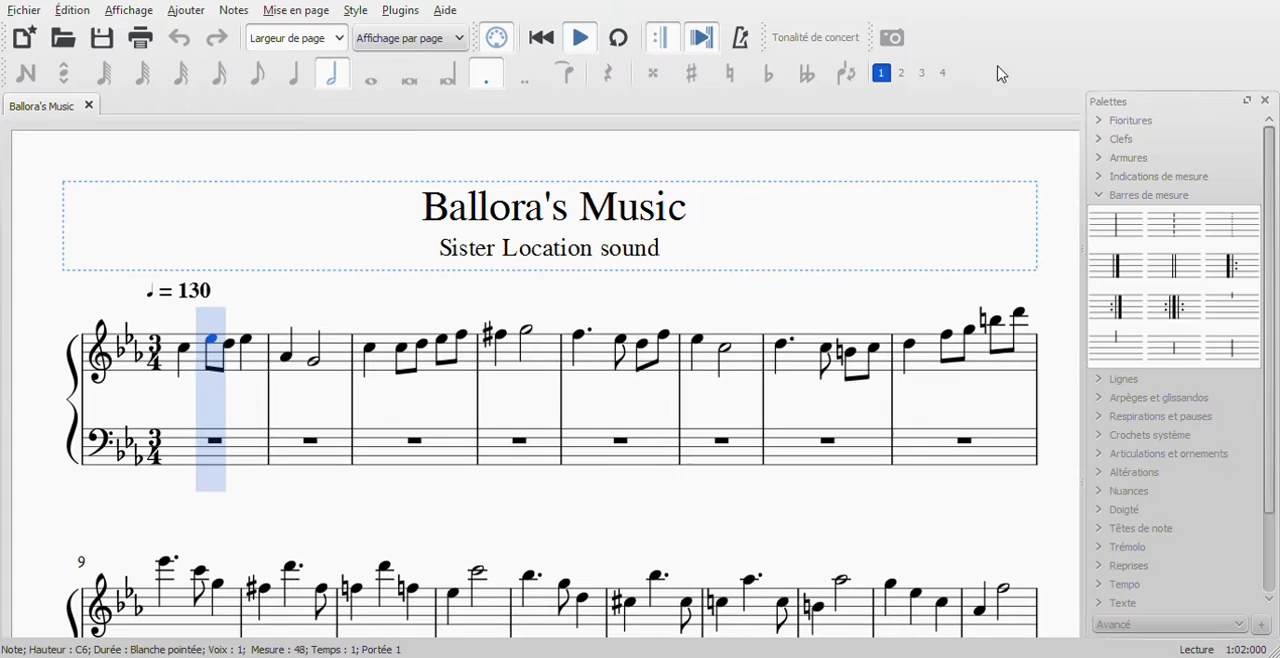 Fichier Édition Affichage Ajouter Notes Mise en page Style Plugins Aide
Largeur de page Affichage par page Tonalité de concert
1 2 3 4
Ballora's Music
Palettes
Fioritures
Clefs
Armures
Indications de mesure
Barres de mesure
Lignes
Arpèges et glissandos
Respirations et pauses
Crochets système
Articulations et ornements
Altérations
Nuances
Doigté
Têtes de note
Trémolo
Reprises
Tempo
Texte
Avancé
Ballora's Music
Sister Location sound
♩ = 130
3
4
3
4
9
Note; Hauteur : C6; Durée : Blanche pointée; Voix : 1; Mesure : 48; Temps : 1; Portée 1
Lecture 1:02:000